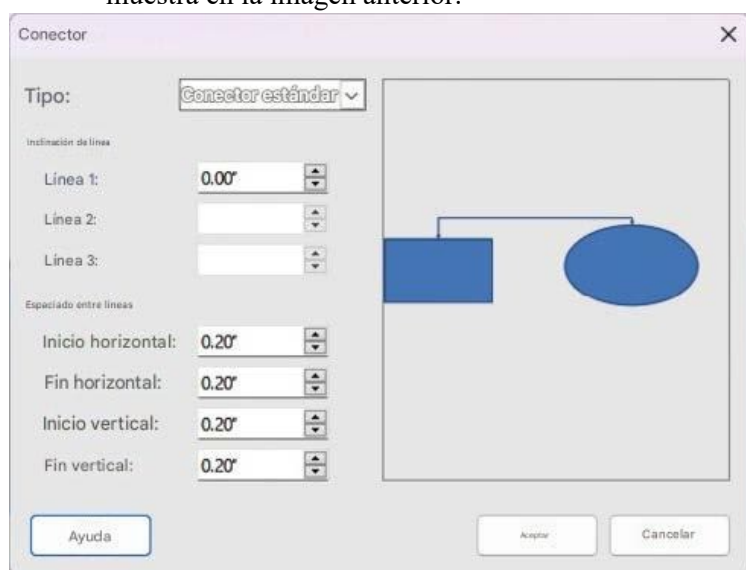 muestra en la imagen anterior.
Conector
Tipo: Conector estándar
Inclinación de línea
Línea 1: 0.00"
Línea 2:
Línea 3:
Espaciado entre líneas
Inicio horizontal: 0.20"
Fin horizontal: 0.20"
Inicio vertical: 0.20"
Fin vertical: 0.20"
Ayuda Aceptar Cancelar